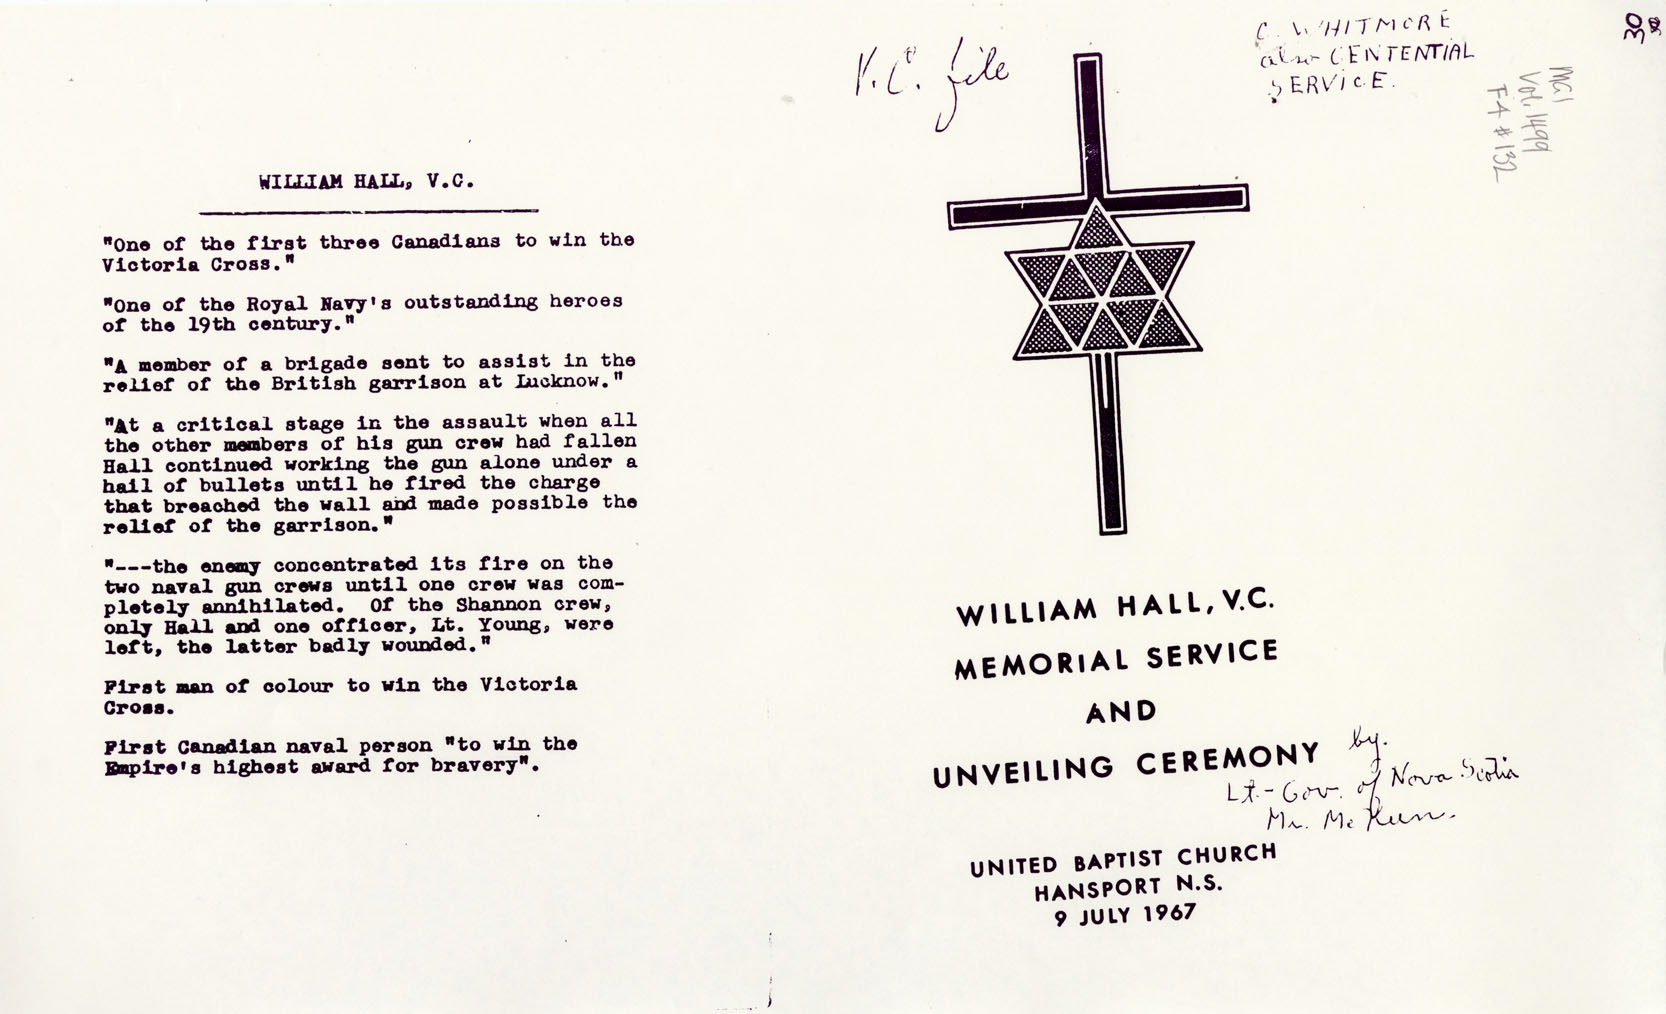 WILLIAM HALL, V.C.
"One of the first three Canadians to win the
Victoria Cross."
"One of the Royal Navy's outstanding heroes
of the 19th century."
"A member of a brigade sent to assist in the
relief of the British garrison at Lucknow."
"At a critical stage in the assault when all
the other members of his gun crew had fallen
Hall continued working the gun alone under a
hail of bullets until he fired the charge
that breached the wall and made possible the
relief of the garrison."
"---the enemy concentrated its fire on the
two naval gun crews until one crew was com-
pletely annihilated. Of the Shannon crew,
only Hall and one officer, Lt. Young, were
left, the latter badly wounded."
First man of colour to win the Victoria
Cross.
First Canadian naval person "to win the
Empire's highest award for bravery".
V.C. file
C. WHITMORE
also CENTENTIAL
SERVICE.
MG1
Vol. 1499
F4 #132
WILLIAM HALL, V.C.
MEMORIAL SERVICE
AND
UNVEILING CEREMONY by.
Lt-Gov. of Nova Scotia
Mr. McKeen.
UNITED BAPTIST CHURCH
HANSPORT N.S.
9 JULY 1967